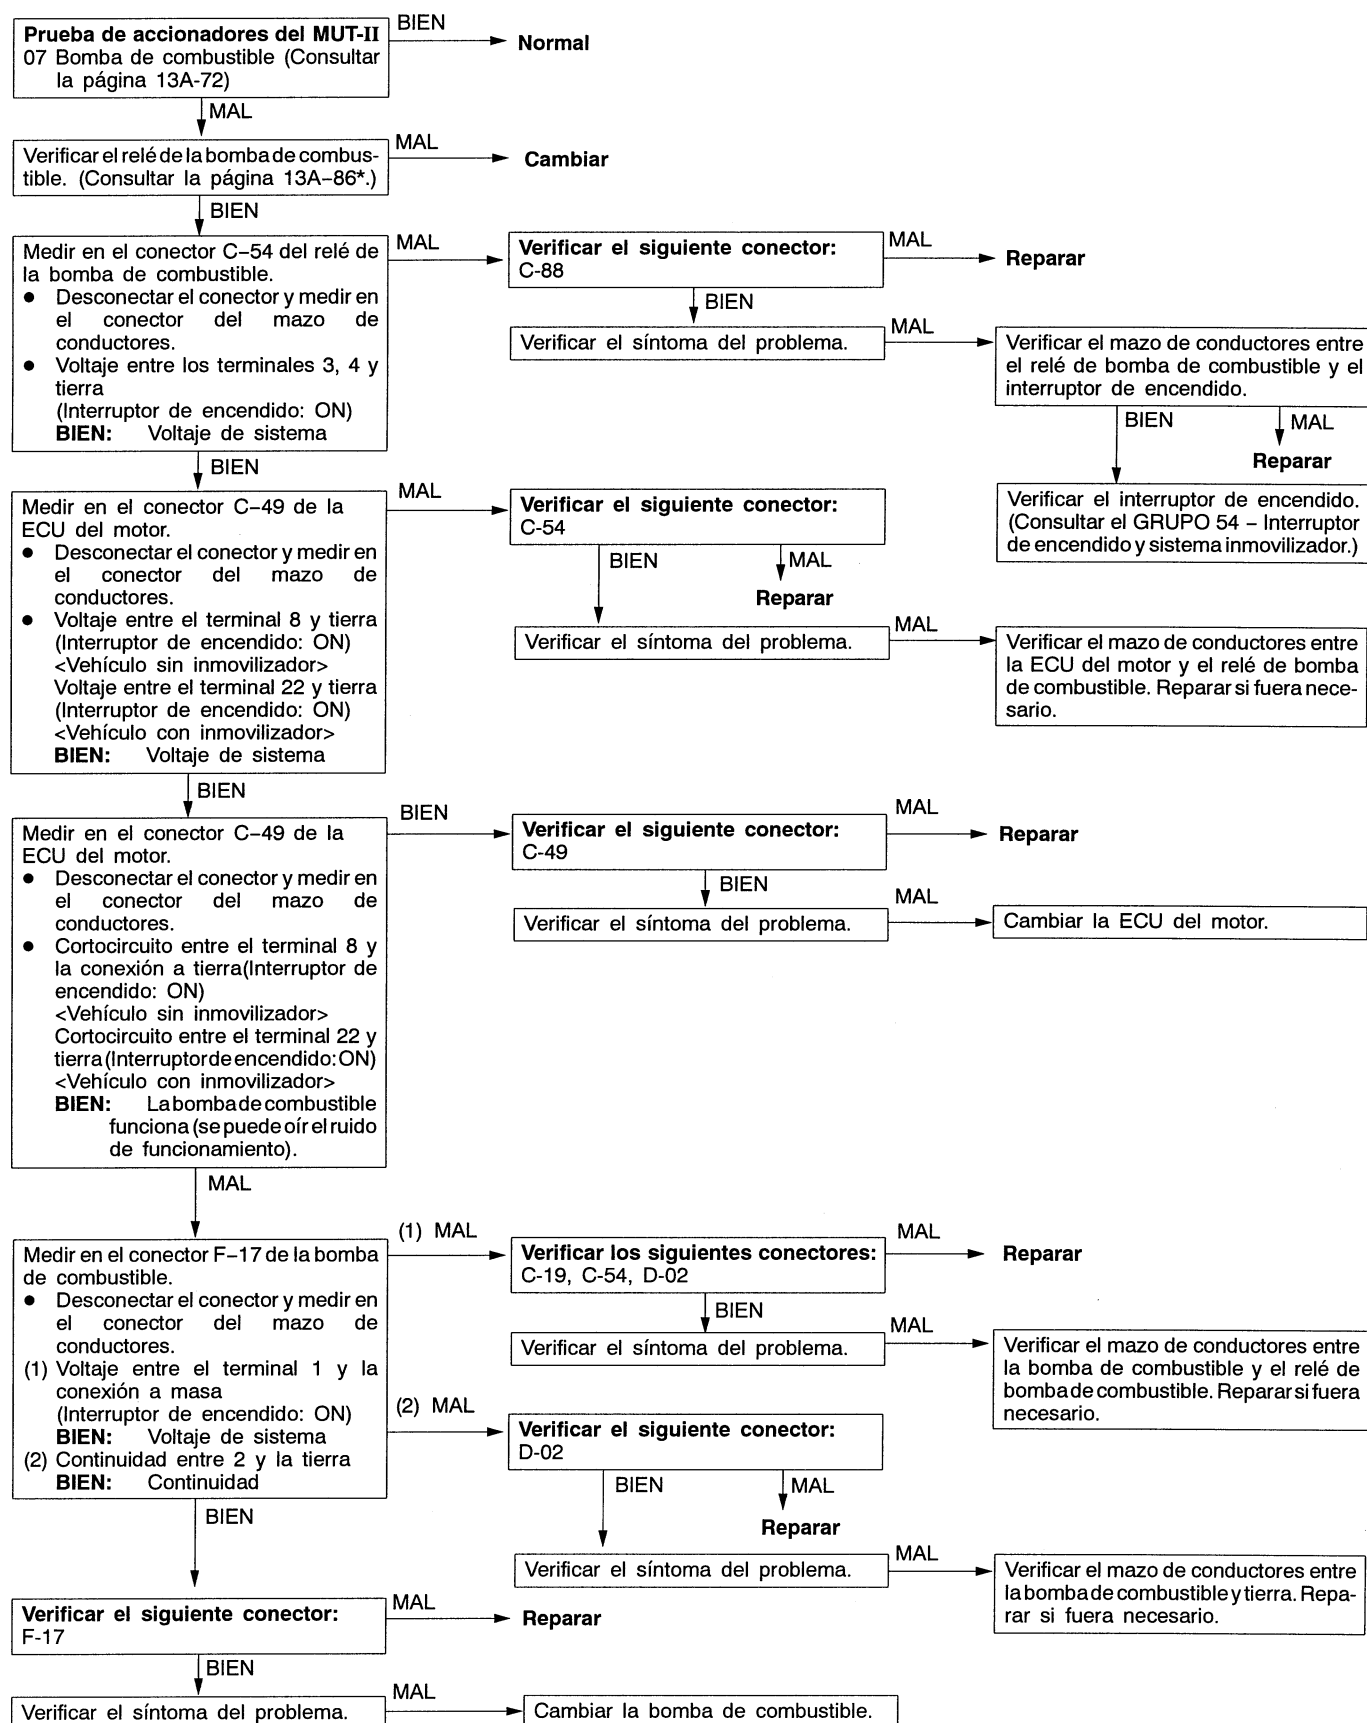 Prueba de accionadores del MUT-II
07 Bomba de combustible (Consultar
la página 13A-72)
BIEN
Normal
MAL
Verificar el relé de la bomba de combus-
tible. (Consultar la página 13A–86*.)
MAL
Cambiar
BIEN
Medir en el conector C–54 del relé de
la bomba de combustible.
● Desconectar el conector y medir en
el conector del mazo de
conductores.
● Voltaje entre los terminales 3, 4 y
tierra
(Interruptor de encendido: ON)
BIEN: Voltaje de sistema
MAL
Verificar el siguiente conector:
C-88
MAL
Reparar
BIEN
Verificar el síntoma del problema.
MAL
Verificar el mazo de conductores entre
el relé de bomba de combustible y el
interruptor de encendido.
BIEN
MAL
Reparar
Verificar el interruptor de encendido.
(Consultar el GRUPO 54 – Interruptor
de encendido y sistema inmovilizador.)
BIEN
Medir en el conector C–49 de la
ECU del motor.
● Desconectar el conector y medir en
el conector del mazo de
conductores.
● Voltaje entre el terminal 8 y tierra
(Interruptor de encendido: ON)
<Vehículo sin inmovilizador>
Voltaje entre el terminal 22 y tierra
(Interruptor de encendido: ON)
<Vehículo con inmovilizador>
BIEN: Voltaje de sistema
MAL
Verificar el siguiente conector:
C-54
BIEN
MAL
Reparar
Verificar el síntoma del problema.
MAL
Verificar el mazo de conductores entre
la ECU del motor y el relé de bomba
de combustible. Reparar si fuera nece-
sario.
BIEN
Medir en el conector C–49 de la
ECU del motor.
● Desconectar el conector y medir en
el conector del mazo de
conductores.
● Cortocircuito entre el terminal 8 y
la conexión a tierra(Interruptor de
encendido: ON)
<Vehículo sin inmovilizador>
Cortocircuito entre el terminal 22 y
tierra (Interruptor de encendido: ON)
<Vehículo con inmovilizador>
BIEN: La bomba de combustible
funciona (se puede oír el ruido
de funcionamiento).
BIEN
Verificar el siguiente conector:
C-49
MAL
Reparar
BIEN
Verificar el síntoma del problema.
MAL
Cambiar la ECU del motor.
MAL
Medir en el conector F–17 de la bomba
de combustible.
● Desconectar el conector y medir en
el conector del mazo de
conductores.
(1) Voltaje entre el terminal 1 y la
conexión a masa
(Interruptor de encendido: ON)
BIEN: Voltaje de sistema
(2) Continuidad entre 2 y la tierra
BIEN: Continuidad
(1) MAL
Verificar los siguientes conectores:
C-19, C-54, D-02
MAL
Reparar
BIEN
Verificar el síntoma del problema.
MAL
Verificar el mazo de conductores entre
la bomba de combustible y el relé de
bomba de combustible. Reparar si fuera
necesario.
(2) MAL
Verificar el siguiente conector:
D-02
BIEN
MAL
Reparar
Verificar el síntoma del problema.
MAL
Verificar el mazo de conductores entre
la bomba de combustible y tierra. Repa-
rar si fuera necesario.
BIEN
Verificar el siguiente conector:
F-17
MAL
Reparar
BIEN
Verificar el síntoma del problema.
MAL
Cambiar la bomba de combustible.